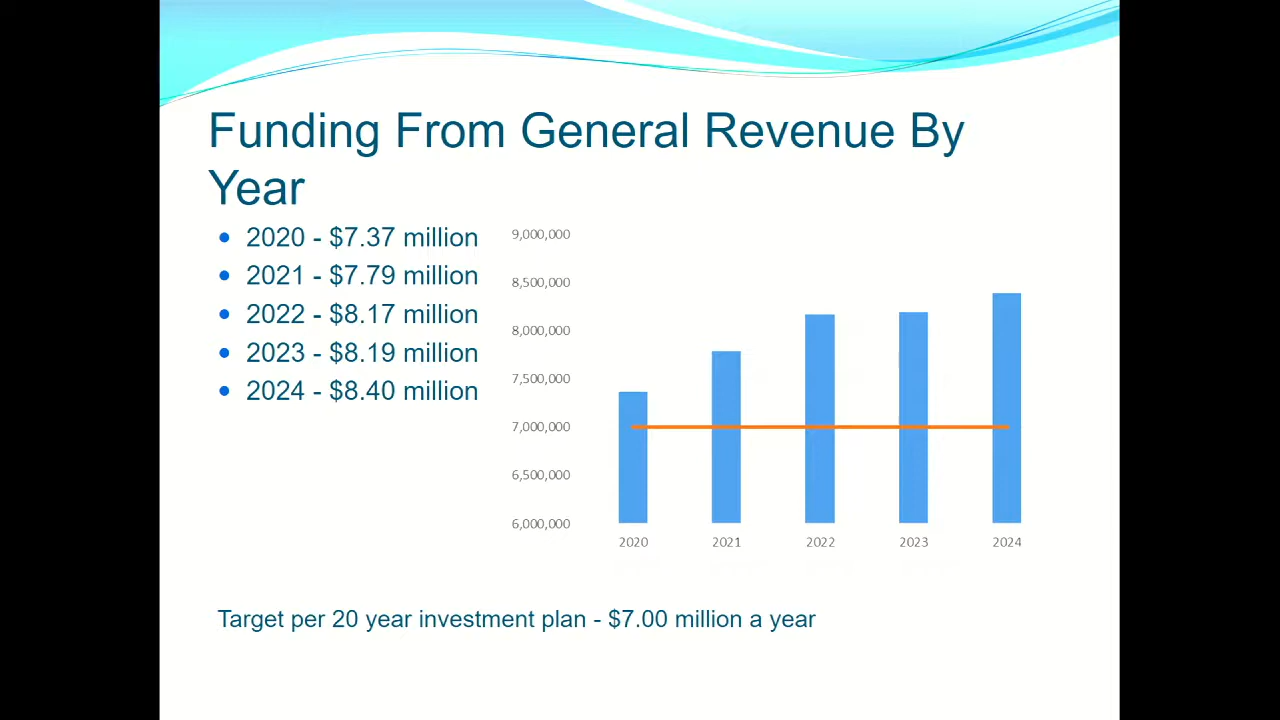 Funding From General Revenue By
Year
• 2020 - $7.37 million
• 2021 - $7.79 million
• 2022 - $8.17 million
• 2023 - $8.19 million
• 2024 - $8.40 million
9,000,000
8,500,000
8,000,000
7,500,000
7,000,000
6,500,000
6,000,000
2020 2021 2022 2023 2024
Target per 20 year investment plan - $7.00 million a year